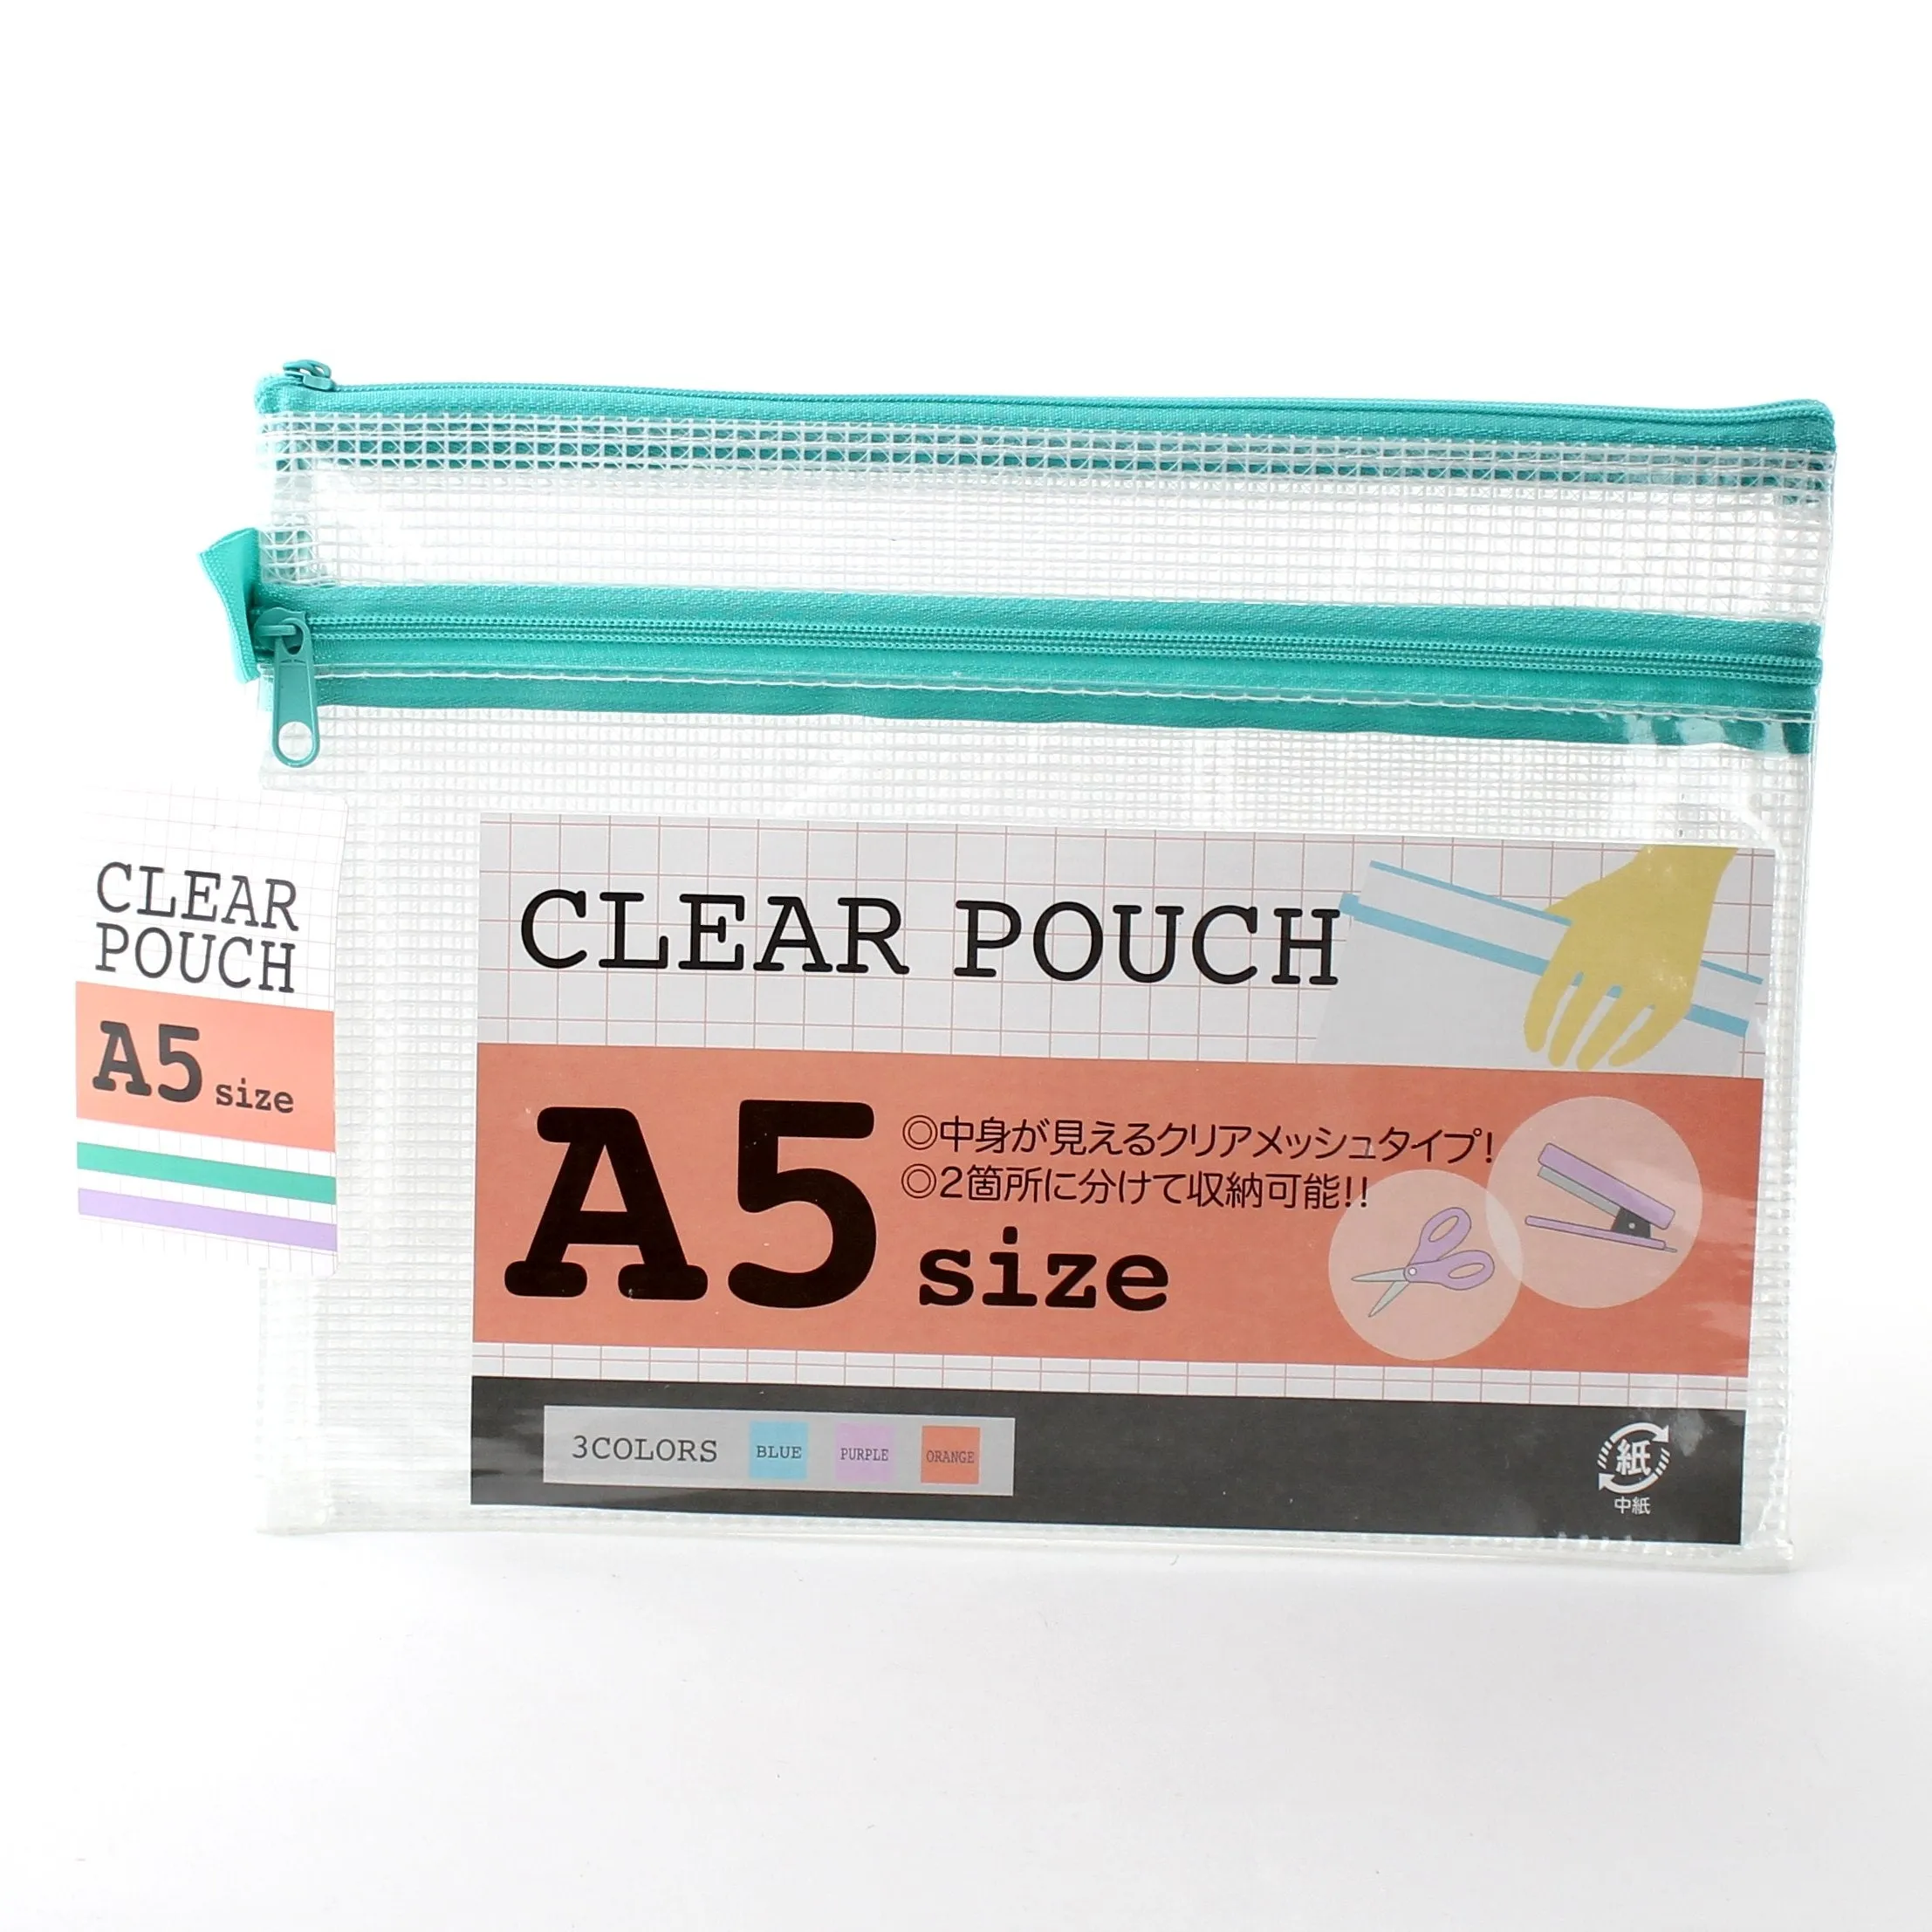 CLEAR
POUCH
A5 size
CLEAR POUCH
◎中身が見えるクリアメッシュタイプ!
◎2箇所に分けて収納可能!!
A5 size
3COLORS BLUE PURPLE ORANGE
紙
中紙